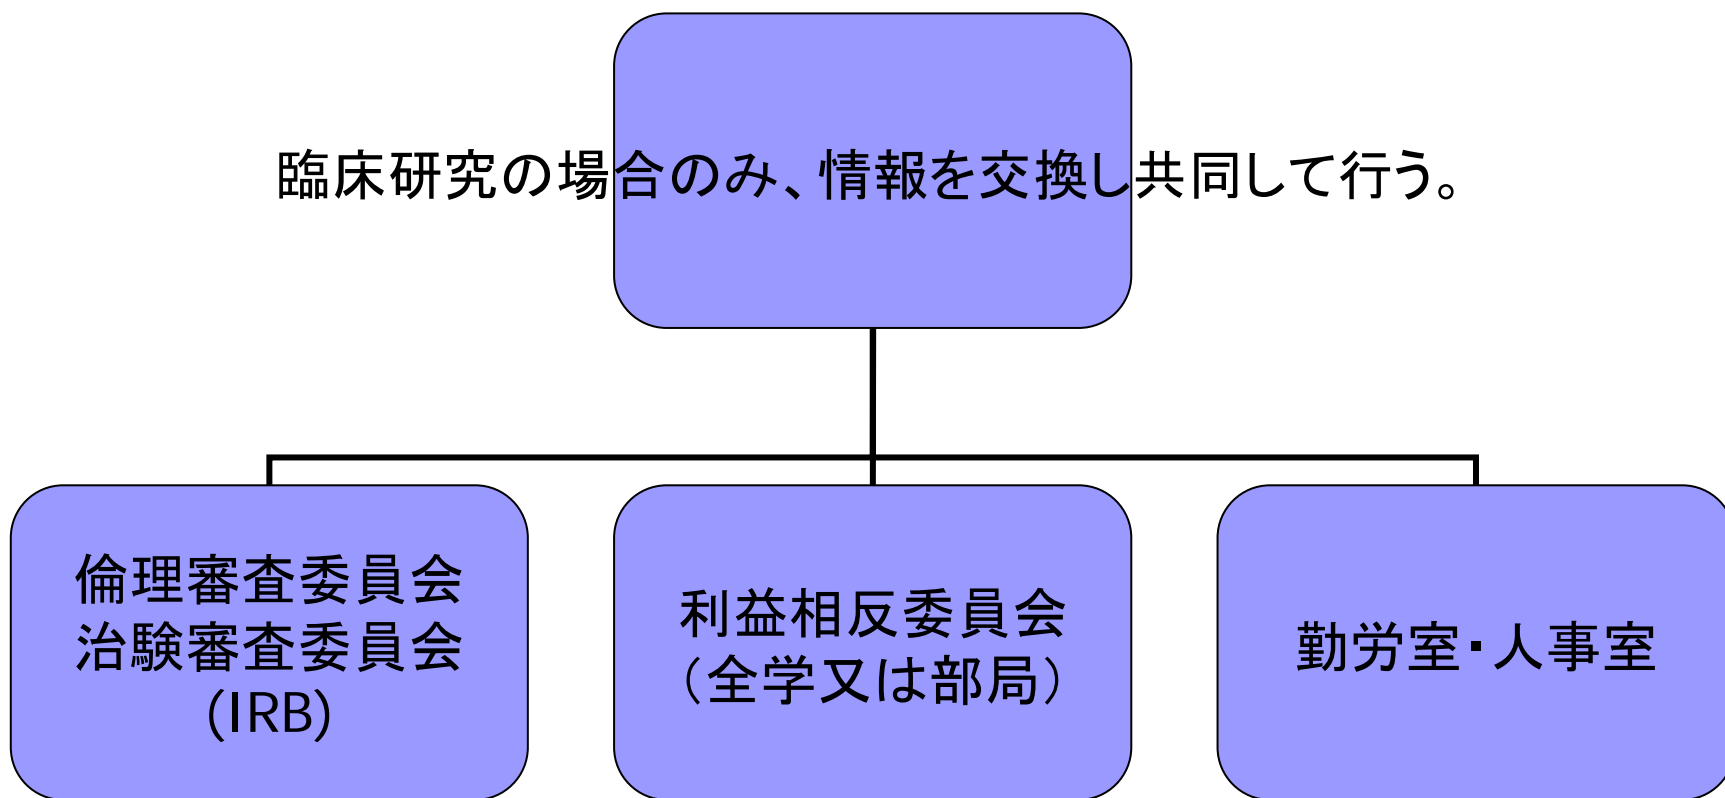 臨床研究の場合のみ、情報を交換し共同して行う。
倫理審査委員会
治験審査委員会
(IRB)
利益相反委員会
（全学又は部局）
勤労室・人事室